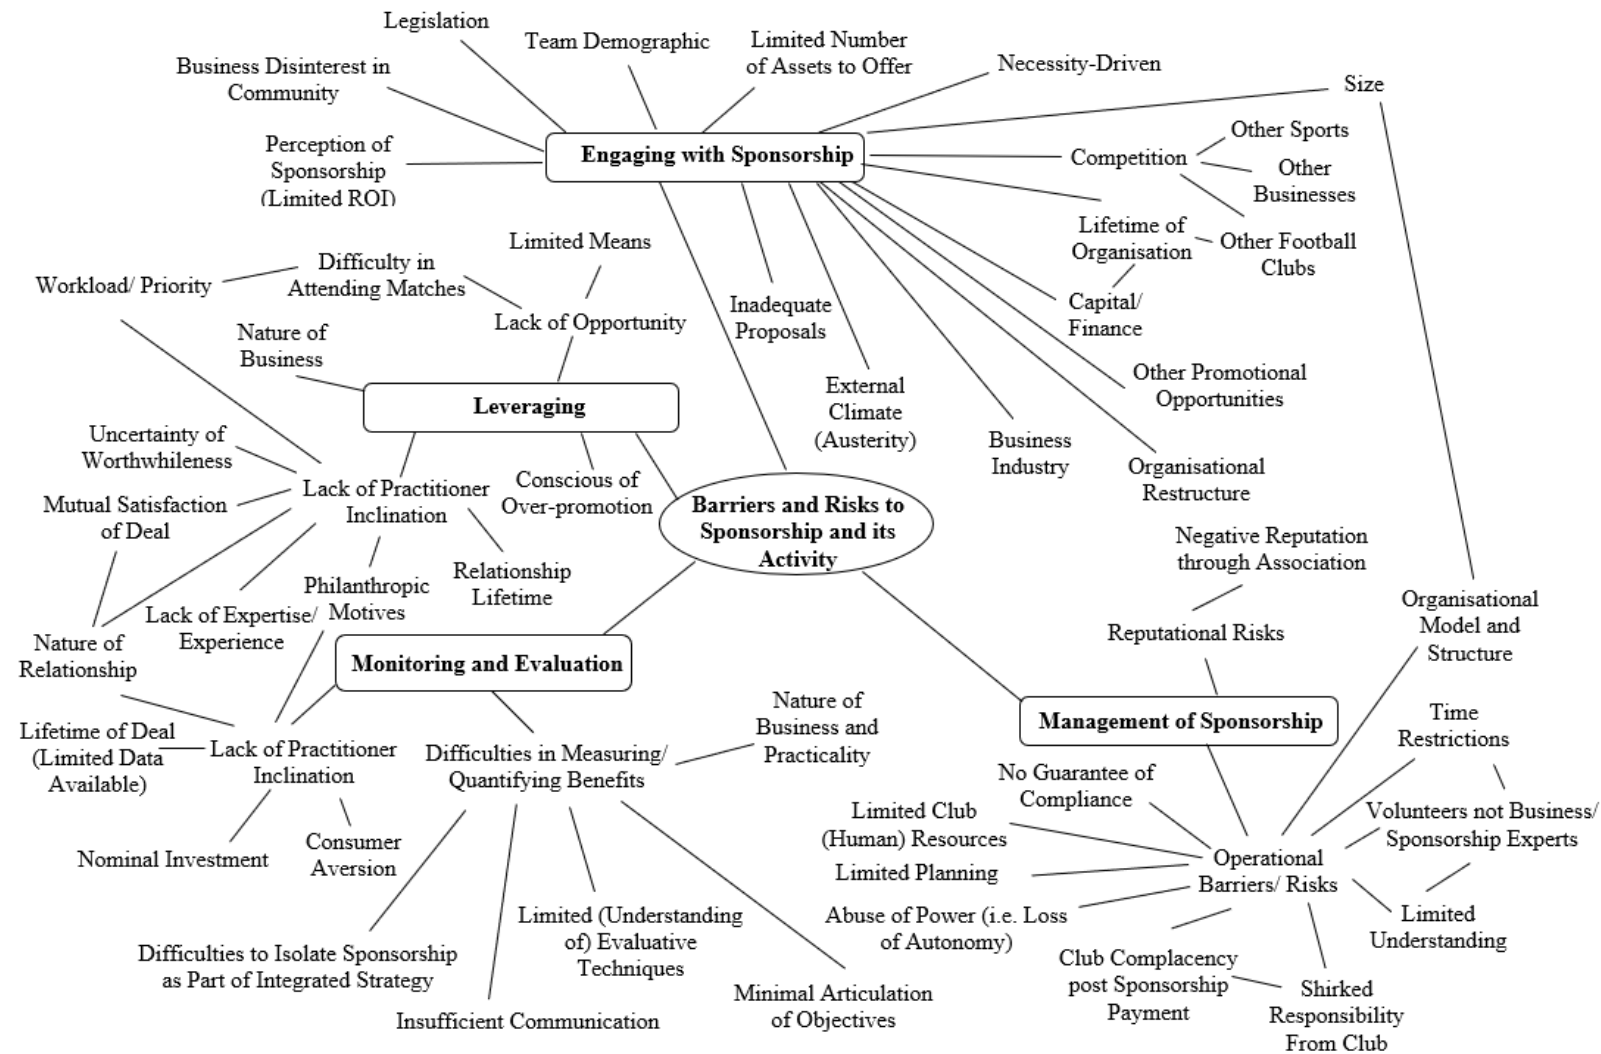 Legislation
Team Demographic
Limited Number
of Assets to Offer
Necessity-Driven
Size
Business Disinterest in
Community
Perception of
Sponsorship
(Limited ROI)
Engaging with Sponsorship
Competition
Other Sports
Other
Businesses
Other Football
Clubs
Lifetime of
Organisation
Capital/
Finance
Other Promotional
Opportunities
Organisational
Restructure
Business
Industry
External
Climate
(Austerity)
Inadequate
Proposals
Limited Means
Difficulty in
Attending Matches
Workload/ Priority
Lack of Opportunity
Nature of
Business
Leveraging
Uncertainty of
Worthwhileness
Mutual Satisfaction
of Deal
Lack of Practitioner
Inclination
Conscious of
Over-promotion
Barriers and Risks to
Sponsorship and its
Activity
Relationship
Lifetime
Philanthropic
Motives
Lack of Expertise/
Experience
Nature of
Relationship
Monitoring and Evaluation
Lifetime of Deal
(Limited Data
Available)
Lack of Practitioner
Inclination
Nominal Investment
Consumer
Aversion
Difficulties in Measuring/
Quantifying Benefits
Nature of
Business and
Practicality
Difficulties to Isolate Sponsorship
as Part of Integrated Strategy
Insufficient Communication
Limited (Understanding
of) Evaluative
Techniques
Minimal Articulation
of Objectives
Negative Reputation
through Association
Reputational Risks
Organisational
Model and
Structure
Management of Sponsorship
Time
Restrictions
No Guarantee of
Compliance
Limited Club
(Human) Resources
Limited Planning
Abuse of Power (i.e. Loss
of Autonomy)
Operational
Barriers/ Risks
Volunteers not Business/
Sponsorship Experts
Limited
Understanding
Club Complacency
post Sponsorship
Payment
Shirked
Responsibility
From Club